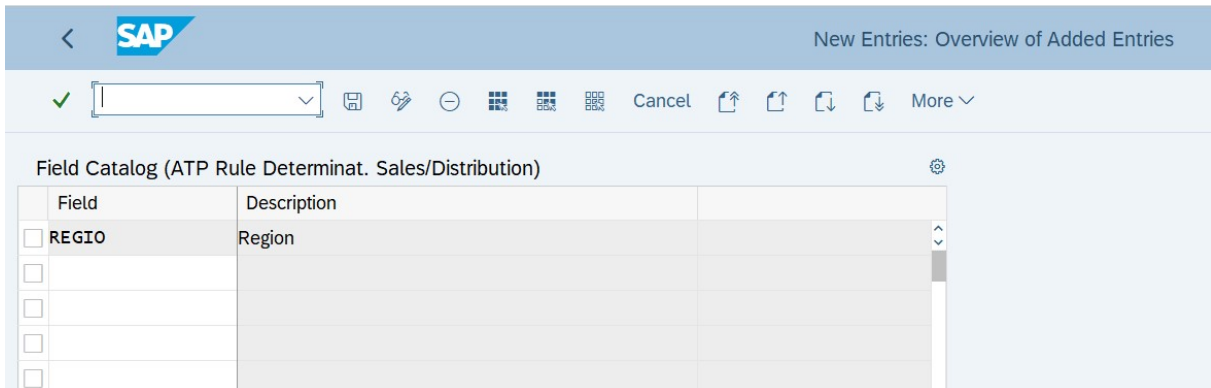 SAP
New Entries: Overview of Added Entries
Cancel More
Field Catalog (ATP Rule Determinat. Sales/Distribution)
Field Description
REGIO Region